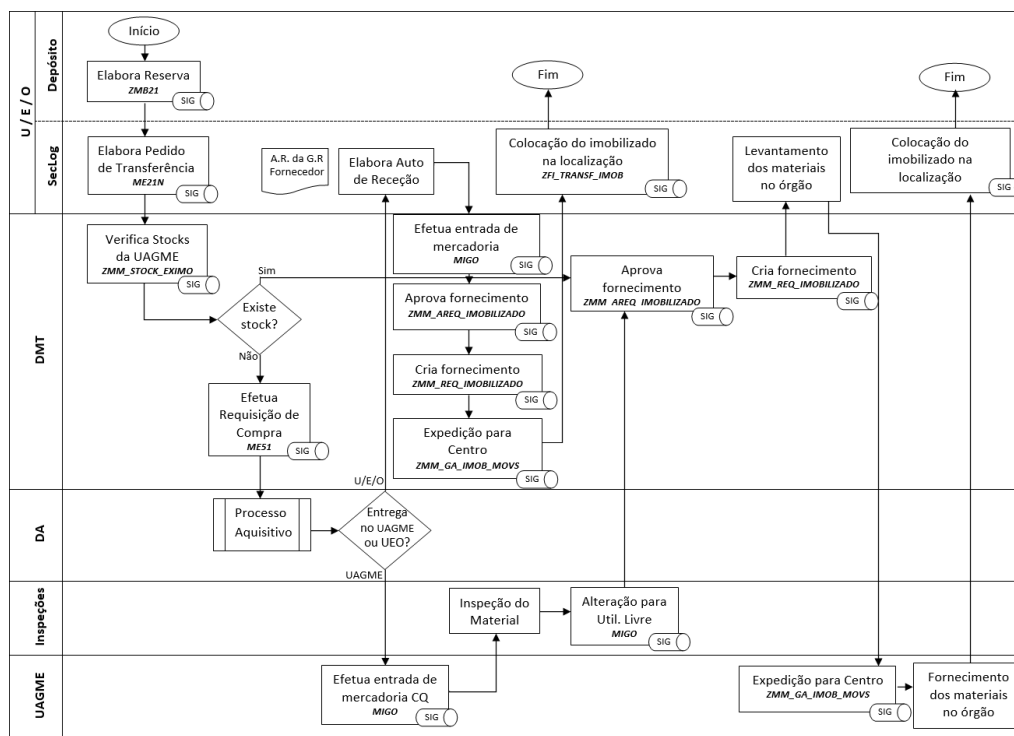 U / E / O
Depósito
Início
Elabora Reserva
ZMB21
SIG
Fim
Fim
SecLog
Elabora Pedido
de Transferência
ME21N
SIG
A.R. da G.R
Fornecedor
Elabora Auto
de Receção
Colocação do imobilizado
na localização
ZFI_TRANSF_IMOB
SIG
Levantamento
dos materiais
no órgão
Colocação do
imobilizado na
localização
SIG
DMT
Verifica Stocks
da UAGME
ZMM_STOCK_EXIMO
SIG
Existe
stock?
Sim
Não
Efetua
Requisição de
Compra
ME51
SIG
Efetua entrada de
mercadoria
MIGO
SIG
Aprova fornecimento
ZMM_AREQ_IMOBILIZADO
SIG
Cria fornecimento
ZMM_REQ_IMOBILIZADO
SIG
Expedição para
Centro
ZMM_GA_IMOB_MOVS
SIG
Aprova
fornecimento
ZMM_AREQ_IMOBILIZADO
SIG
Cria fornecimento
ZMM_REQ_IMOBILIZADO
SIG
DA
Processo
Aquisitivo
U/E/O
Entrega
no UAGME
ou UEO?
UAGME
Inspeções
Inspeção do
Material
Alteração para
Util. Livre
MIGO
SIG
UAGME
Efetua entrada de
mercadoria CQ
MIGO
SIG
Expedição para Centro
ZMM_GA_IMOB_MOVS
SIG
Fornecimento
dos materiais
no órgão